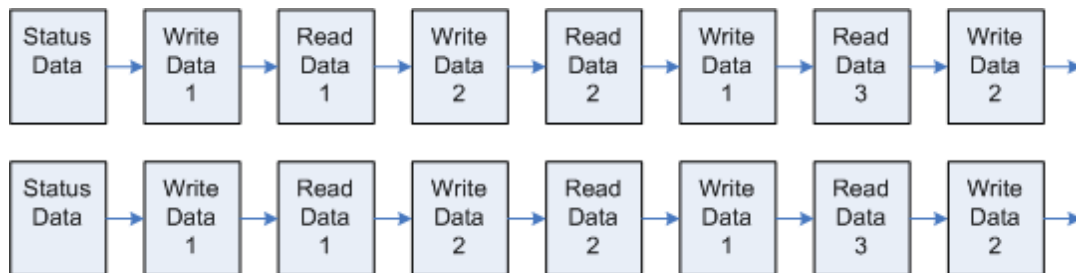 Status Data
Write Data 1
Read Data 1
Write Data 2
Read Data 2
Write Data 1
Read Data 3
Write Data 2
Status Data
Write Data 1
Read Data 1
Write Data 2
Read Data 2
Write Data 1
Read Data 3
Write Data 2